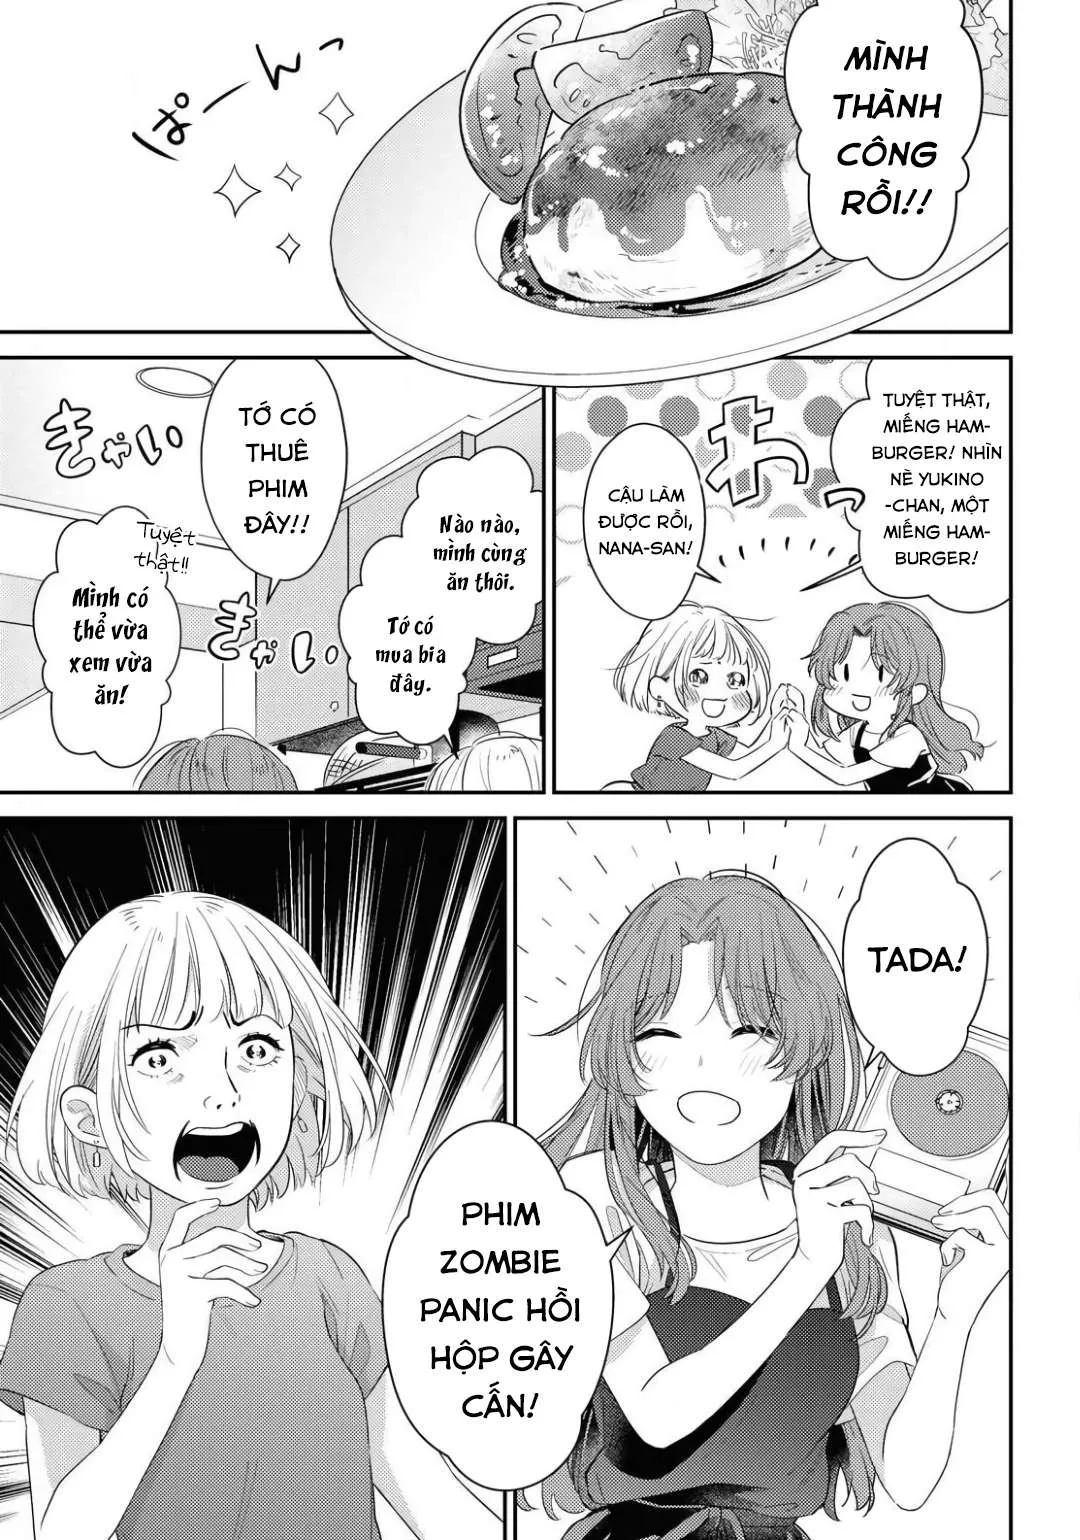 MÌNH
THÀNH
CÔNG
RỒI!!
ぱーんっ
TUYỆT THẬT,
MIẾNG HAM-
BURGER! NHÌN
NÈ YUKINO
-CHAN, MỘT
MIẾNG HAM-
BURGER!
わっ
CẬU LÀM
ĐƯỢC RỒI,
NANA-SAN!
TỚ CÓ
THUÊ
PHIM
ĐÂY!!
きゃい
Nào nào,
mình cùng
ăn thôi.
Tớ có
mua bia
đây.
きゃい
Tuyệt
thật!!
Mình có
thể vừa
xem vừa
ăn!
TADA!
PHIM
ZOMBIE
PANIC HỒI
HỘP GÂY
CẤN!